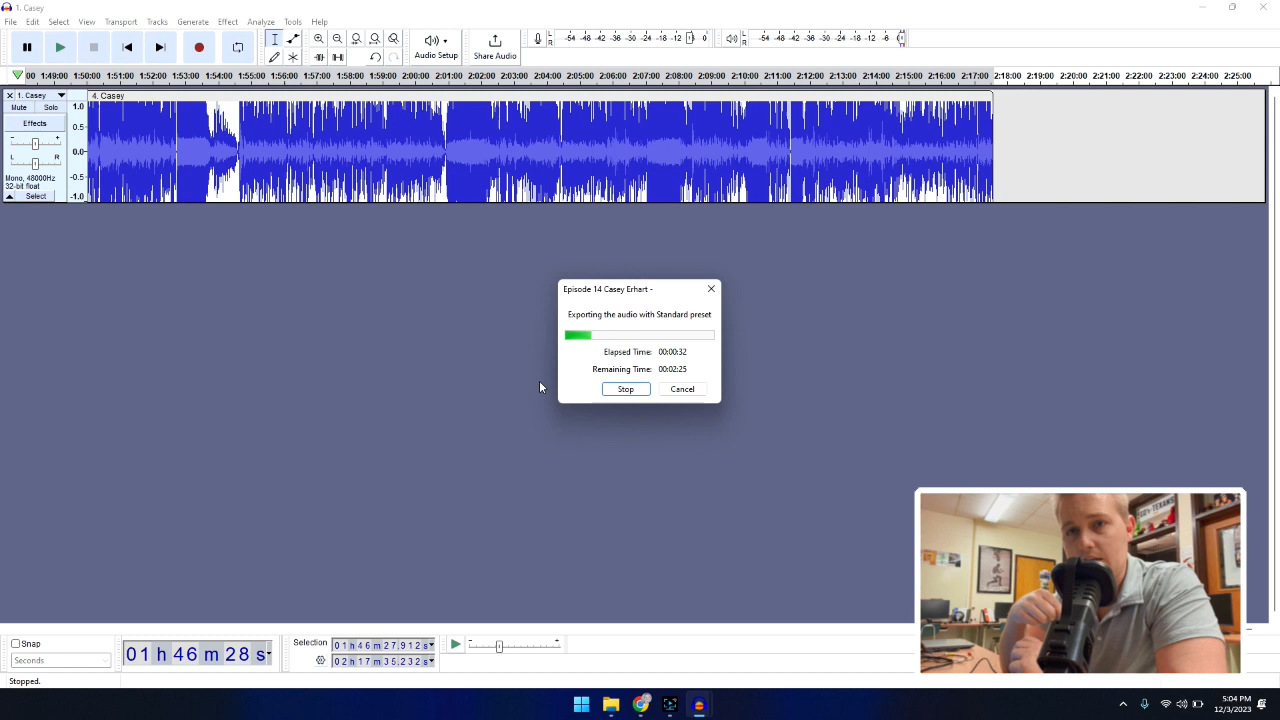 1. Casey
File Edit Select View Transport Tracks Generate Effect Analyze Tools Help
Audio Setup Share Audio
R L -54 -48 -42 -36 -30 -24 -18 -12 0
R L -54 -48 -42 -36 -30 -24 -18 -12 -6
00 1:49:00 1:50:00 1:51:00 1:52:00 1:53:00 1:54:00 1:55:00 1:56:00 1:57:00 1:58:00 1:59:00 2:00:00 2:01:00 2:02:00 2:03:00 2:04:00 2:05:00 2:06:00 2:07:00 2:08:00 2:09:00 2:10:00 2:11:00 2:12:00 2:13:00 2:14:00 2:15:00 2:16:00 2:17:00 2:18:00 2:19:00 2:20:00 2:21:00 2:22:00 2:23:00 2:24:00 2:25:00
1. Casey 1.0 4. Casey
Mute Solo
Effects 0.5
- +
L R 0.0
Mono, 48000Hz -0.5
32-bit float
Select -1.0
Episode 14 Casey Erhart -
Exporting the audio with Standard preset
Elapsed Time: 00:00:32
Remaining Time: 00:02:25
Stop Cancel
Snap
Seconds
01 h 46 m 28 s
Selection 01 h 46 m 27.912 s
02 h 17 m 36.232 s
Stopped.
5:04 PM
12/3/2023